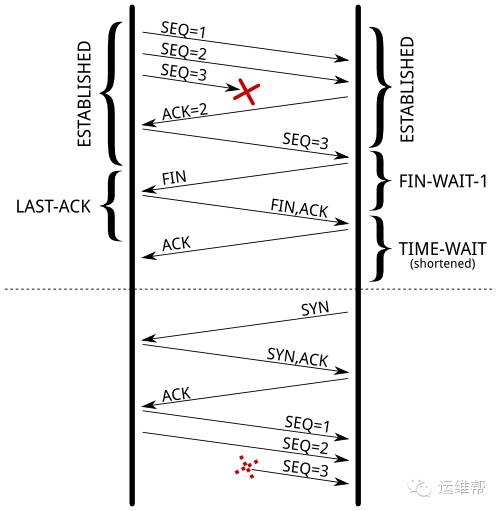 SEQ=1
SEQ=2
SEQ=3
ESTABLISHED
ESTABLISHED
ACK=2
SEQ=3
FIN
FIN-WAIT-1
LAST-ACK
FIN,ACK
ACK
TIME-WAIT
(shortened)
SYN
SYN,ACK
ACK
SEQ=1
SEQ=2
SEQ=3
运维帮